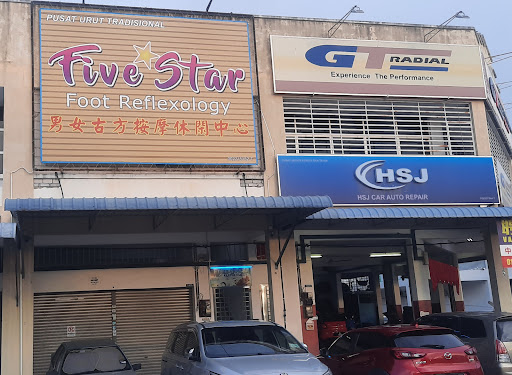 PUSAT URUT TRADISIONAL
Five Star
Foot Reflexology
男女古方按摩休閑中心
GT RADIAL
Experience The Performance
HSJ
HSJ CAR AUTO REPAIR